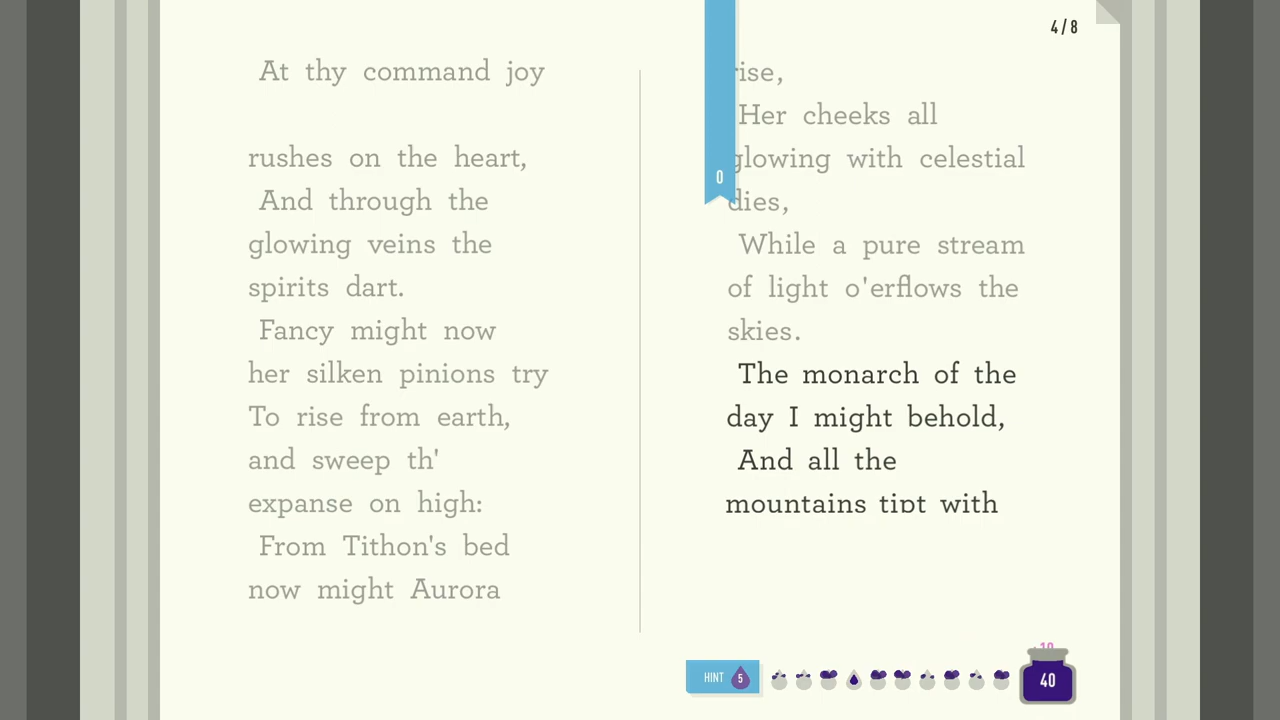 At thy command joy
rushes on the heart,
And through the
glowing veins the
spirits dart.
Fancy might now
her silken pinions try
To rise from earth,
and sweep th'
expanse on high:
From Tithon's bed
now might Aurora
4/8
rise,
Her cheeks all
glowing with celestial
0
dies,
While a pure stream
of light o'erflows the
skies.
The monarch of the
day I might behold,
And all the
mountains tipt with
HINT 5
40